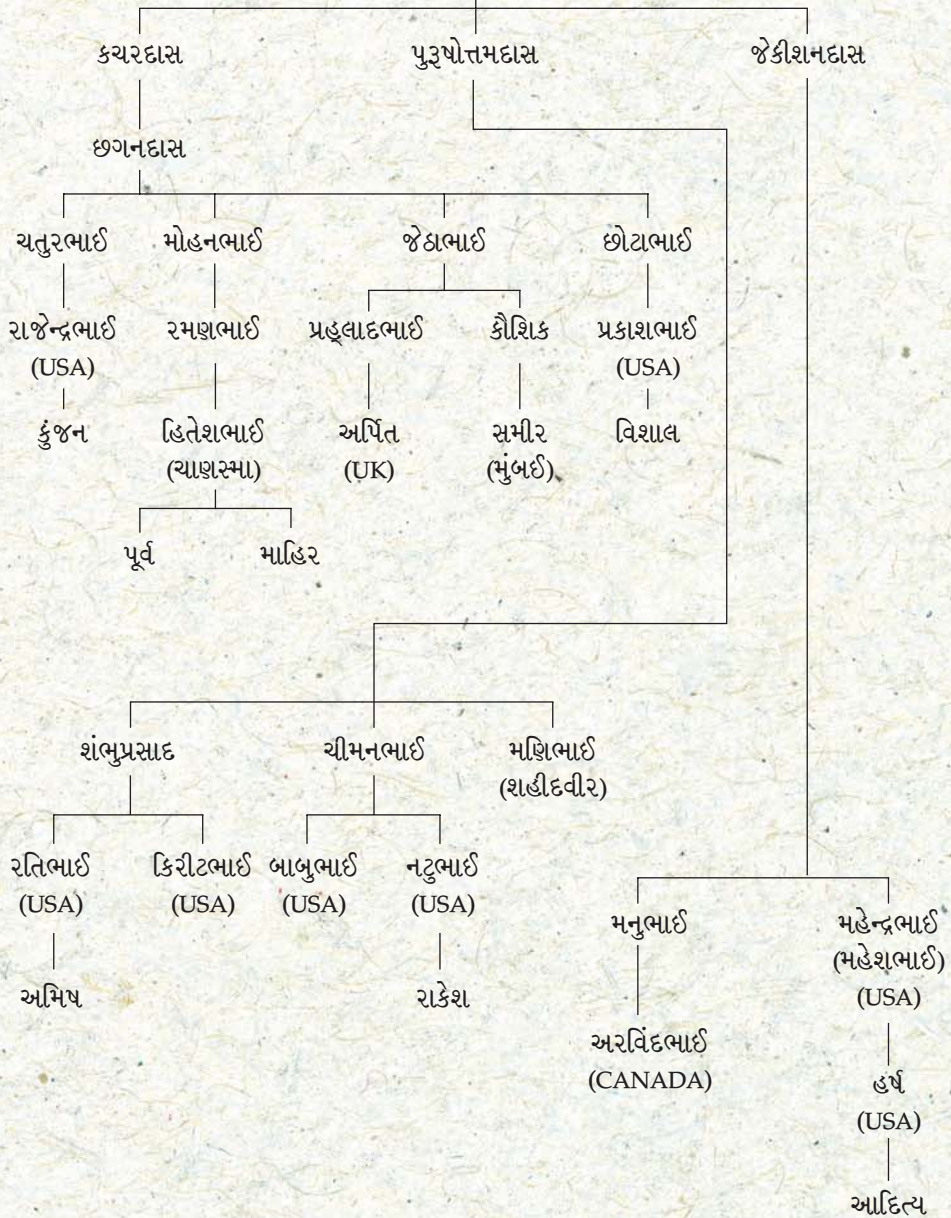 કચરદાસ પુરૂષોત્તમદાસ જેકીશનદાસ
છગનદાસ
ચતુરભાઈ મોહનભાઈ જેઠાભાઈ છોટાભાઈ
રાજેન્દ્રભાઈ રમણભાઈ પ્રહ્લાદભાઈ કૌશિક પ્રકાશભાઈ
(USA) (USA)
કુંજન હિતેશભાઈ અર્પિત સમીર વિશાલ
(ચાણસ્મા) (UK) (મુંબઈ)
પૂર્વ માહિર
શંભુપ્રસાદ ચીમનભાઈ મણિભાઈ
(શહીદવીર)
રતિભાઈ કિરીટભાઈ બાબુભાઈ નટુભાઈ
(USA) (USA) (USA) (USA)
મનુભાઈ મહેન્દ્રભાઈ
(મહેશભાઈ)
(USA)
અમિષ રાકેશ
અરવિંદભાઈ
(CANADA)
હર્ષ
(USA)
આદિત્ય